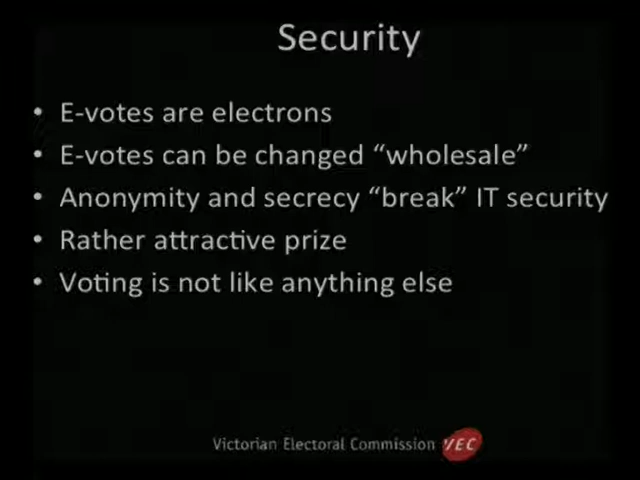 Security
• E-votes are electrons
• E-votes can be changed “wholesale”
• Anonymity and secrecy “break” IT security
• Rather attractive prize
• Voting is not like anything else
Victorian Electoral Commission VEC